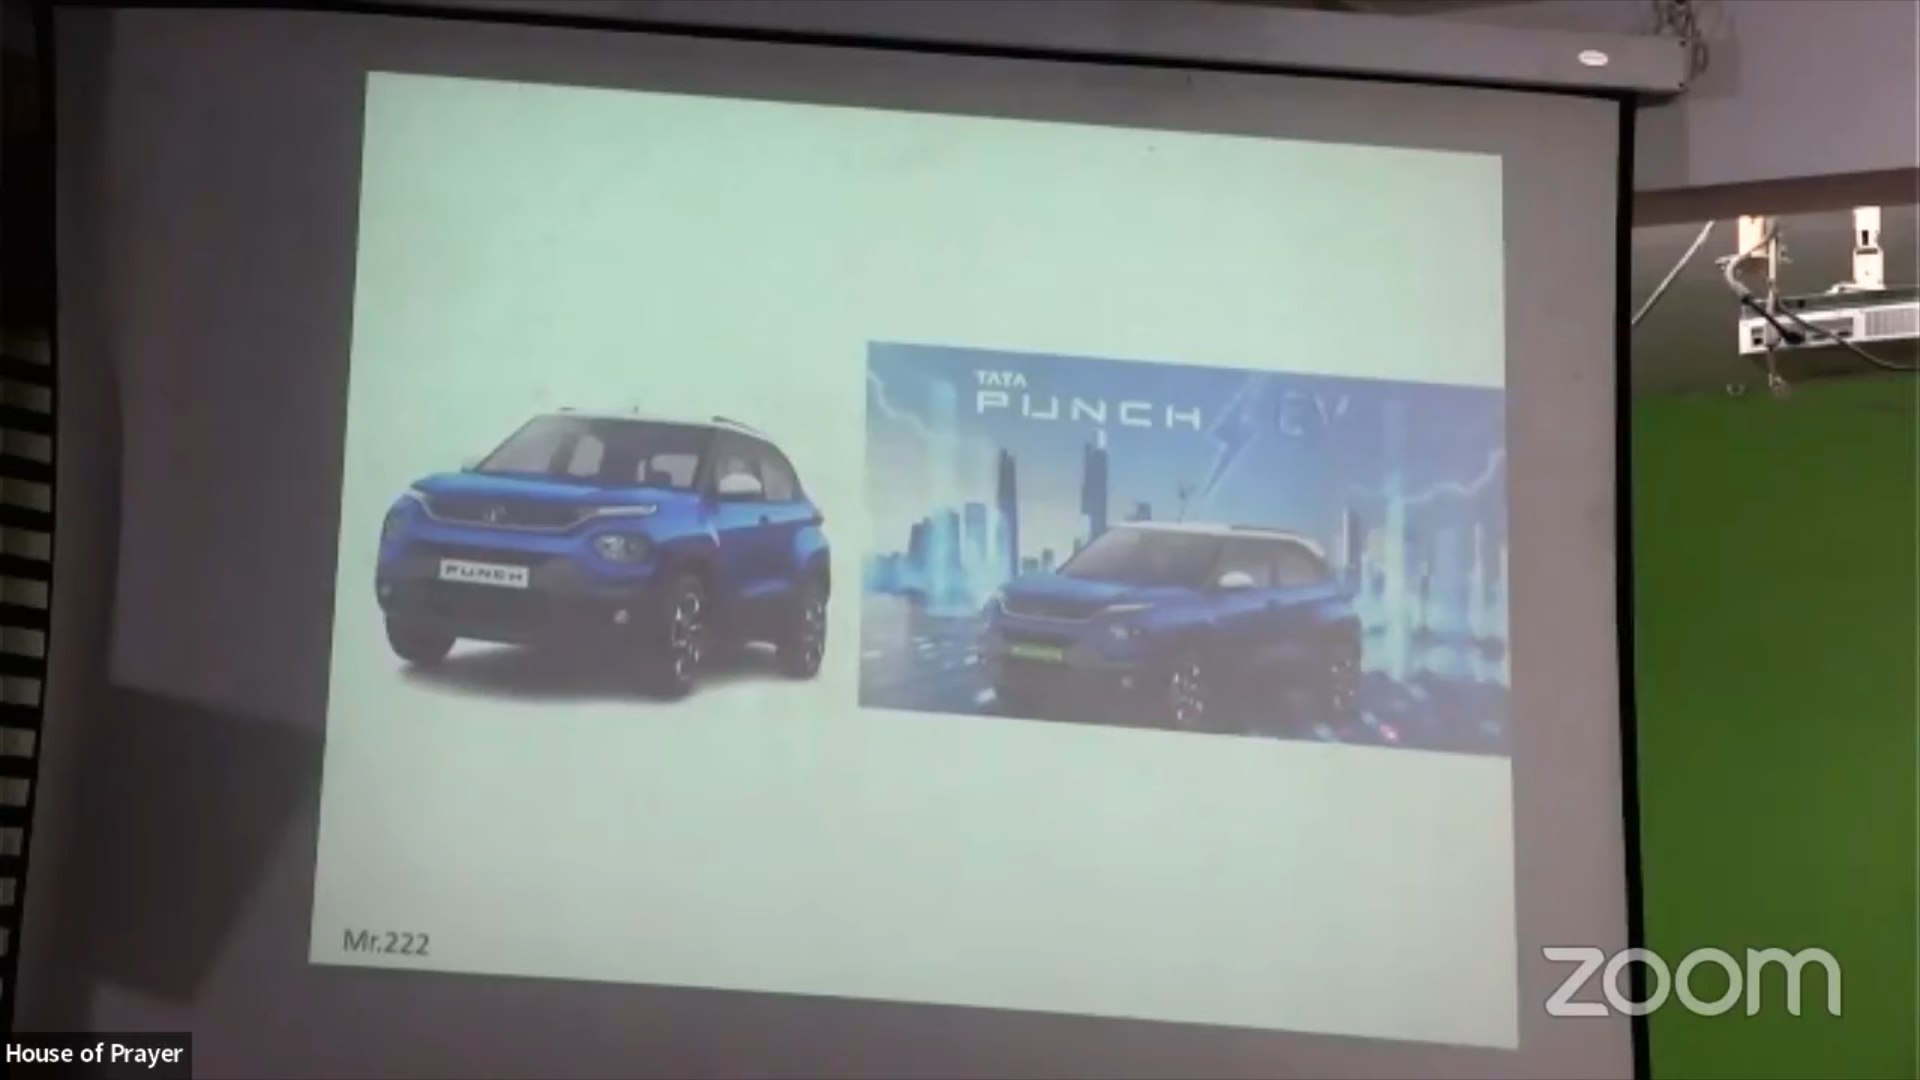 TATA
PUNCH EV
PUNCH
Mr.222
zoom
House of Prayer